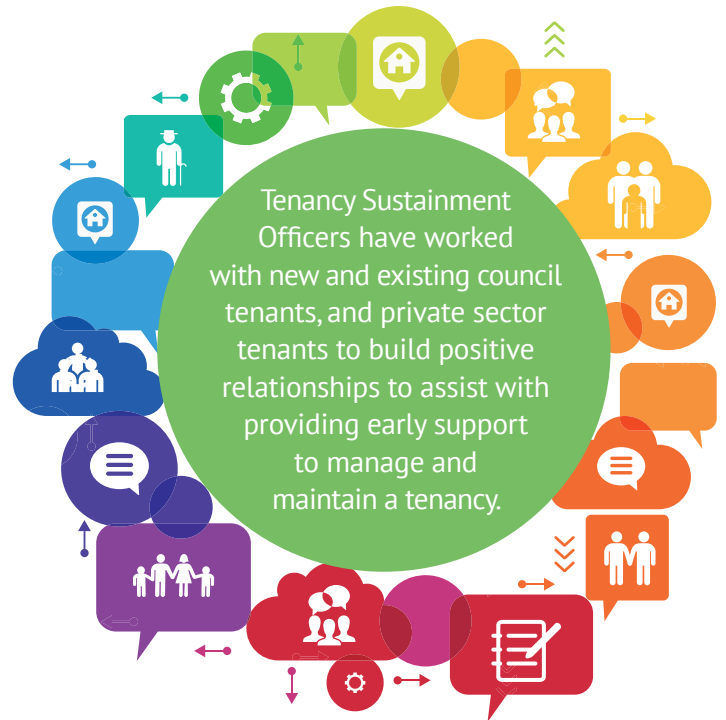 Tenancy Sustainment
Officers have worked
with new and existing council
tenants, and private sector
tenants to build positive
relationships to assist with
providing early support
to manage and
maintain a tenancy.